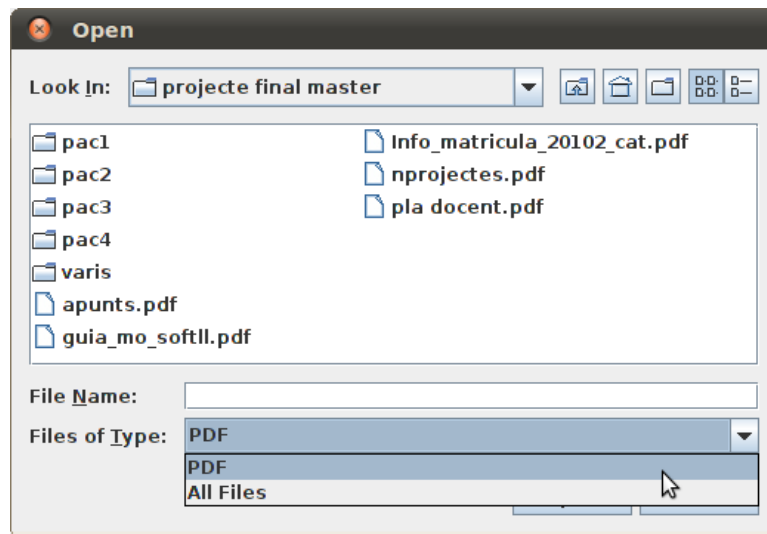 Open
Look In: projecte final master
pac1
pac2
pac3
pac4
varis
apunts.pdf
guia_mo_softll.pdf
Info_matricula_20102_cat.pdf
nprojectes.pdf
pla docent.pdf
File Name:
Files of Type: PDF
PDF
All Files